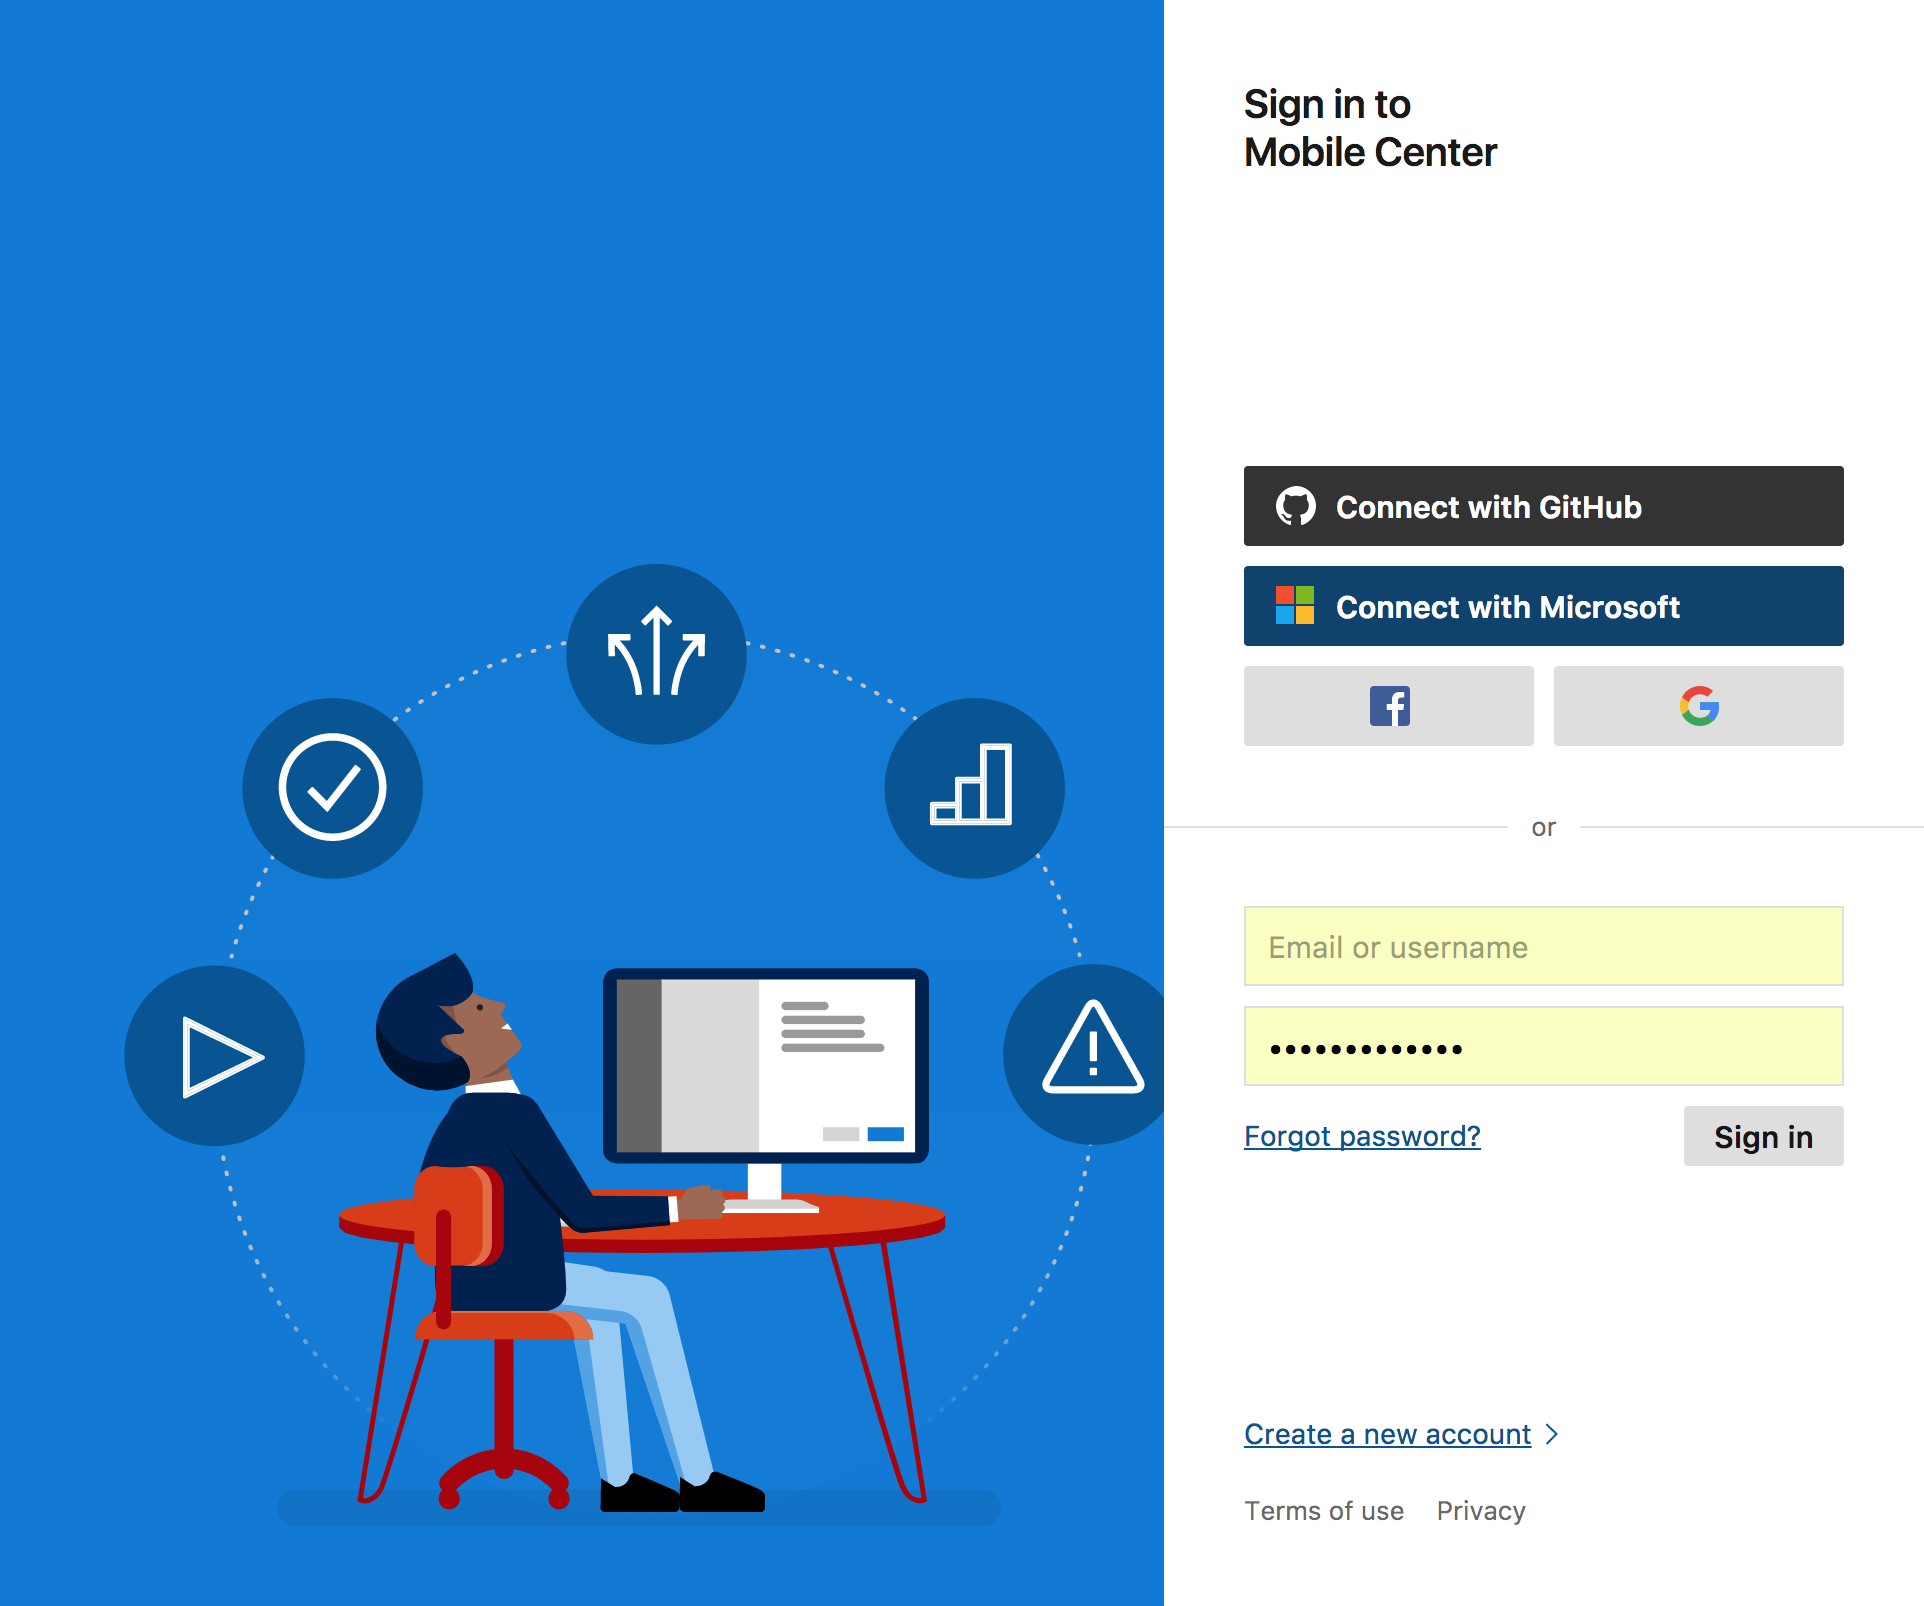 Sign in to
Mobile Center
Connect with GitHub
Connect with Microsoft
or
Email or username
•••••••••••••
Forgot password?
Sign in
Create a new account
Terms of use Privacy